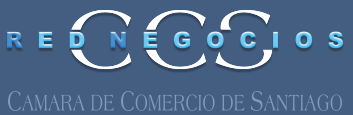 CCS
RED NEGOCIOS
CAMARA DE COMERCIO DE SANTIAGO